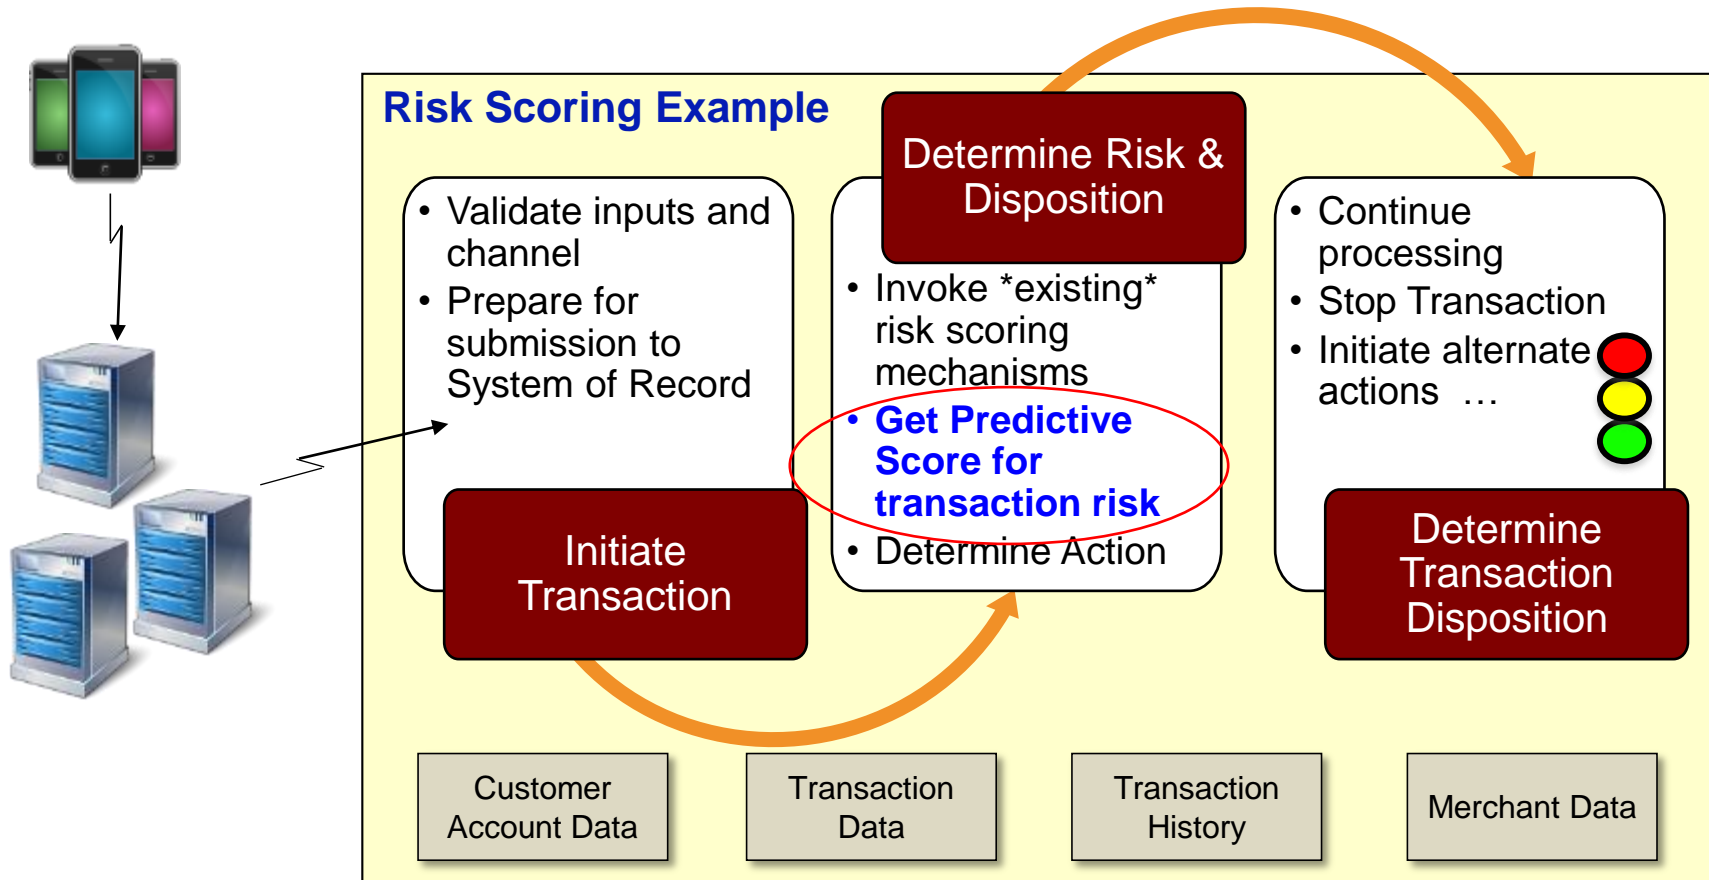 Risk Scoring Example
• Validate inputs and
channel
• Prepare for
submission to
System of Record
Initiate
Transaction
Determine Risk &
Disposition
• Invoke *existing*
risk scoring
mechanisms
• Get Predictive
Score for
transaction risk
• Determine Action
• Continue
processing
• Stop Transaction
• Initiate alternate
actions …
Determine
Transaction
Disposition
Customer
Account Data
Transaction
Data
Transaction
History
Merchant Data